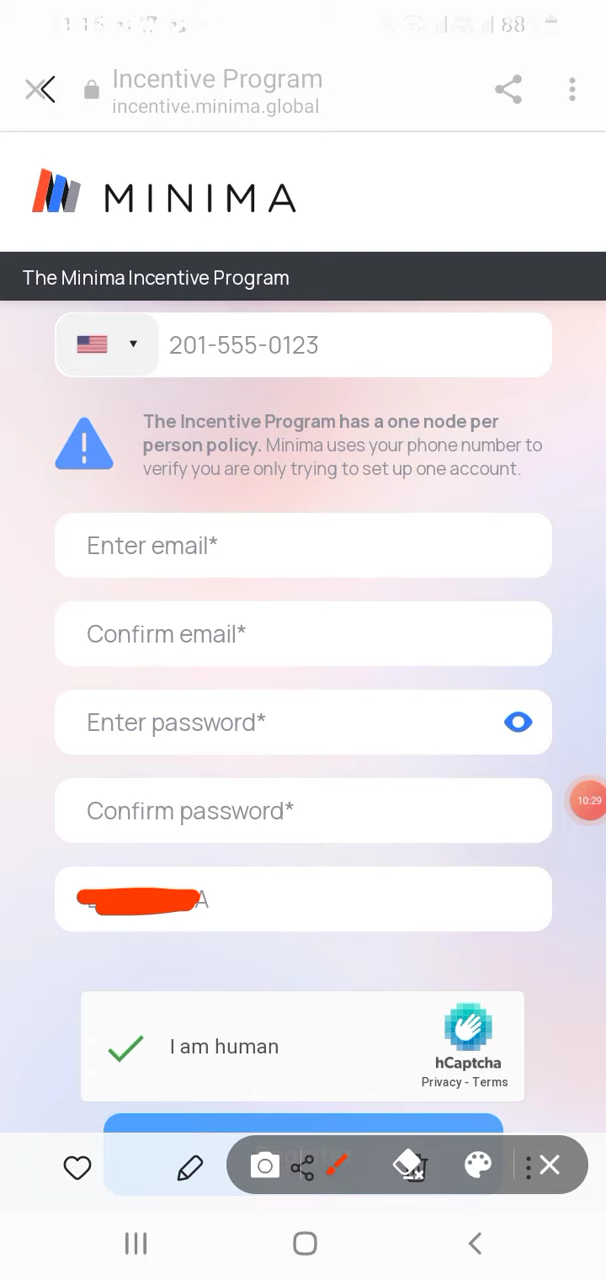 88
Incentive Program
incentive.minima.global
MINIMA
The Minima Incentive Program
201-555-0123
The Incentive Program has a one node per
person policy. Minima uses your phone number to
verify you are only trying to set up one account.
Enter email*
Confirm email*
Enter password*
Confirm password*
10:29
A
I am human
hCaptcha
Privacy - Terms